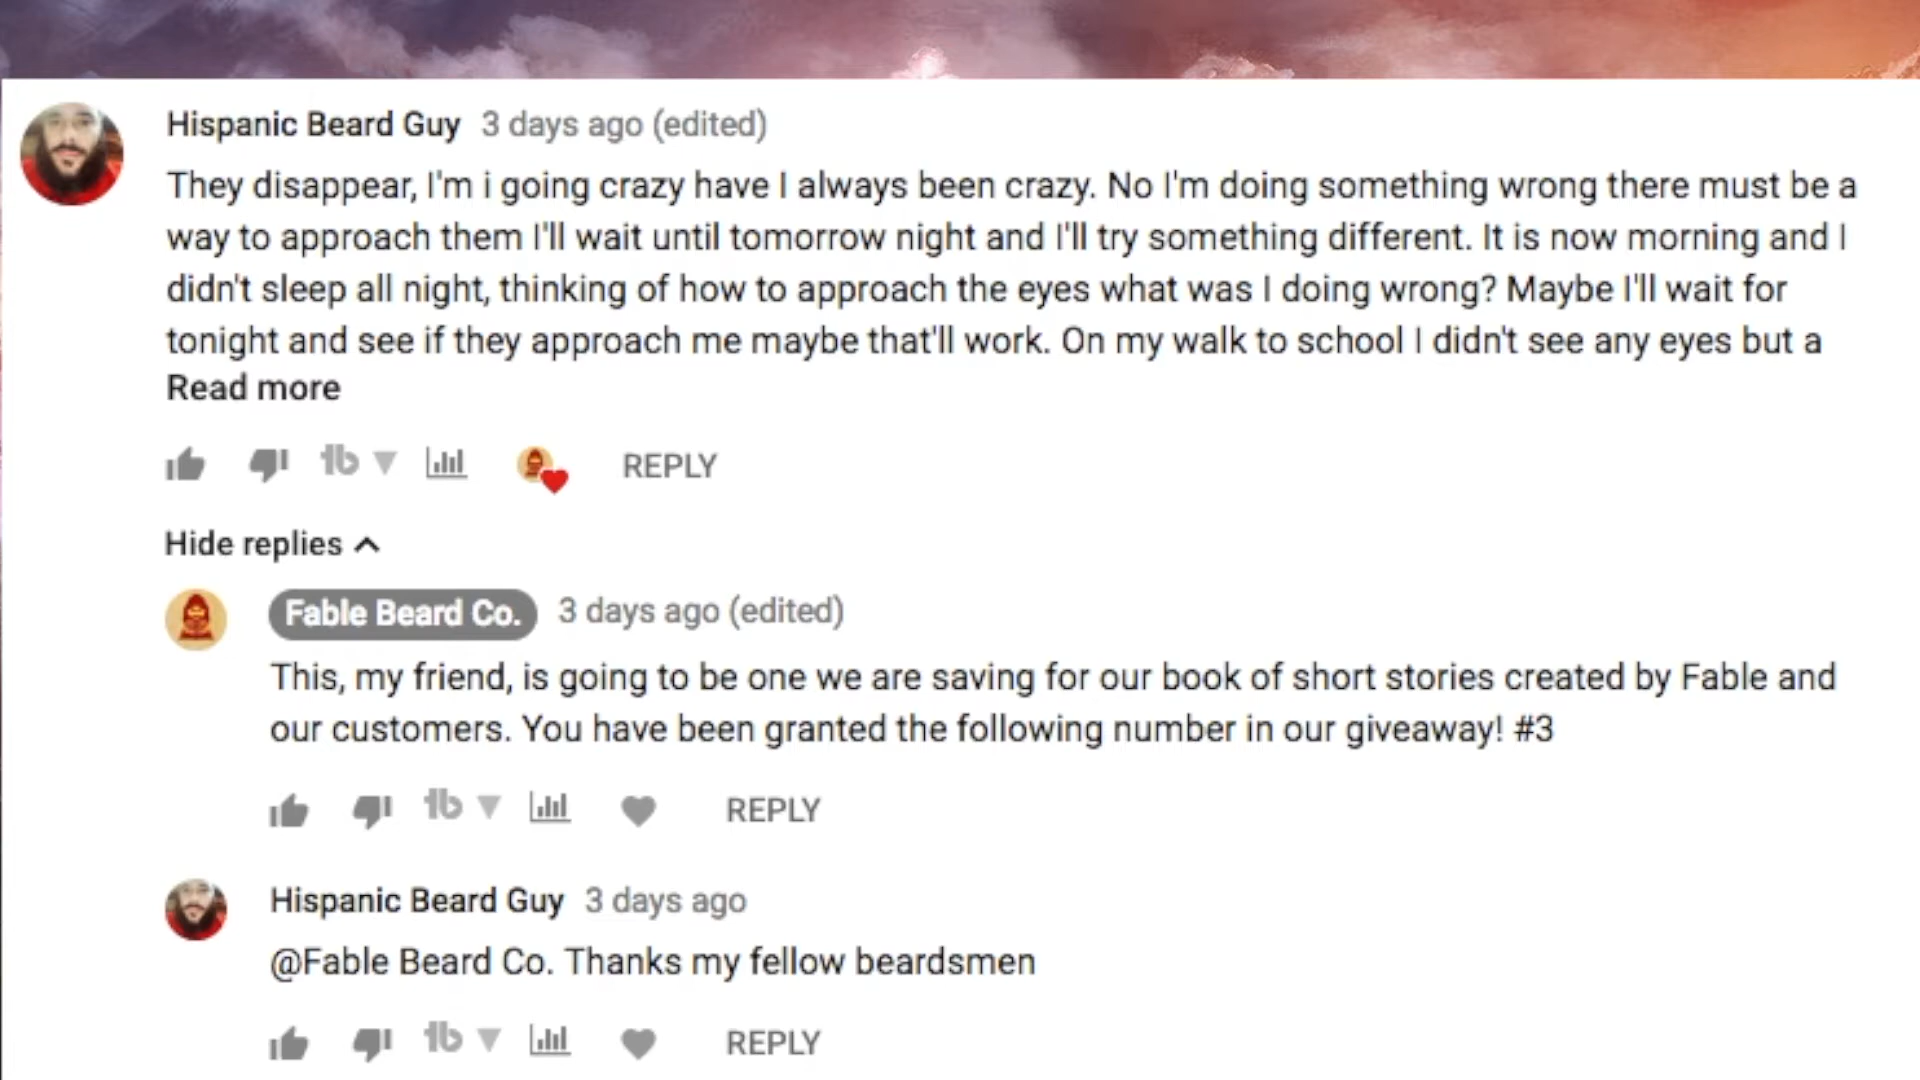 Hispanic Beard Guy 3 days ago (edited)
They disappear, I'm i going crazy have I always been crazy. No I'm doing something wrong there must be a
way to approach them I'll wait until tomorrow night and I'll try something different. It is now morning and I
didn't sleep all night, thinking of how to approach the eyes what was I doing wrong? Maybe I'll wait for
tonight and see if they approach me maybe that'll work. On my walk to school I didn't see any eyes but a
Read more
tb REPLY
Hide replies
Fable Beard Co. 3 days ago (edited)
This, my friend, is going to be one we are saving for our book of short stories created by Fable and
our customers. You have been granted the following number in our giveaway! #3
tb REPLY
Hispanic Beard Guy 3 days ago
@Fable Beard Co. Thanks my fellow beardsmen
tb REPLY